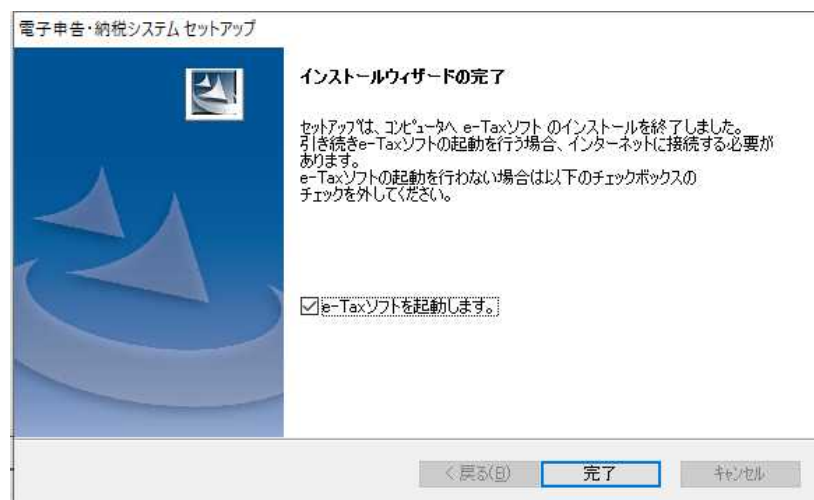 電子申告・納税システム セットアップ
インストールウィザードの完了
セットアップは、コンピュータへ e-Taxソフト のインストールを終了しました。
引き続きe-Taxソフトの起動を行う場合、インターネットに接続する必要が
あります。
e-Taxソフトの起動を行わない場合は以下のチェックボックスの
チェックを外してください。
e-Taxソフトを起動します。
< 戻る(B)
完了
キャンセル